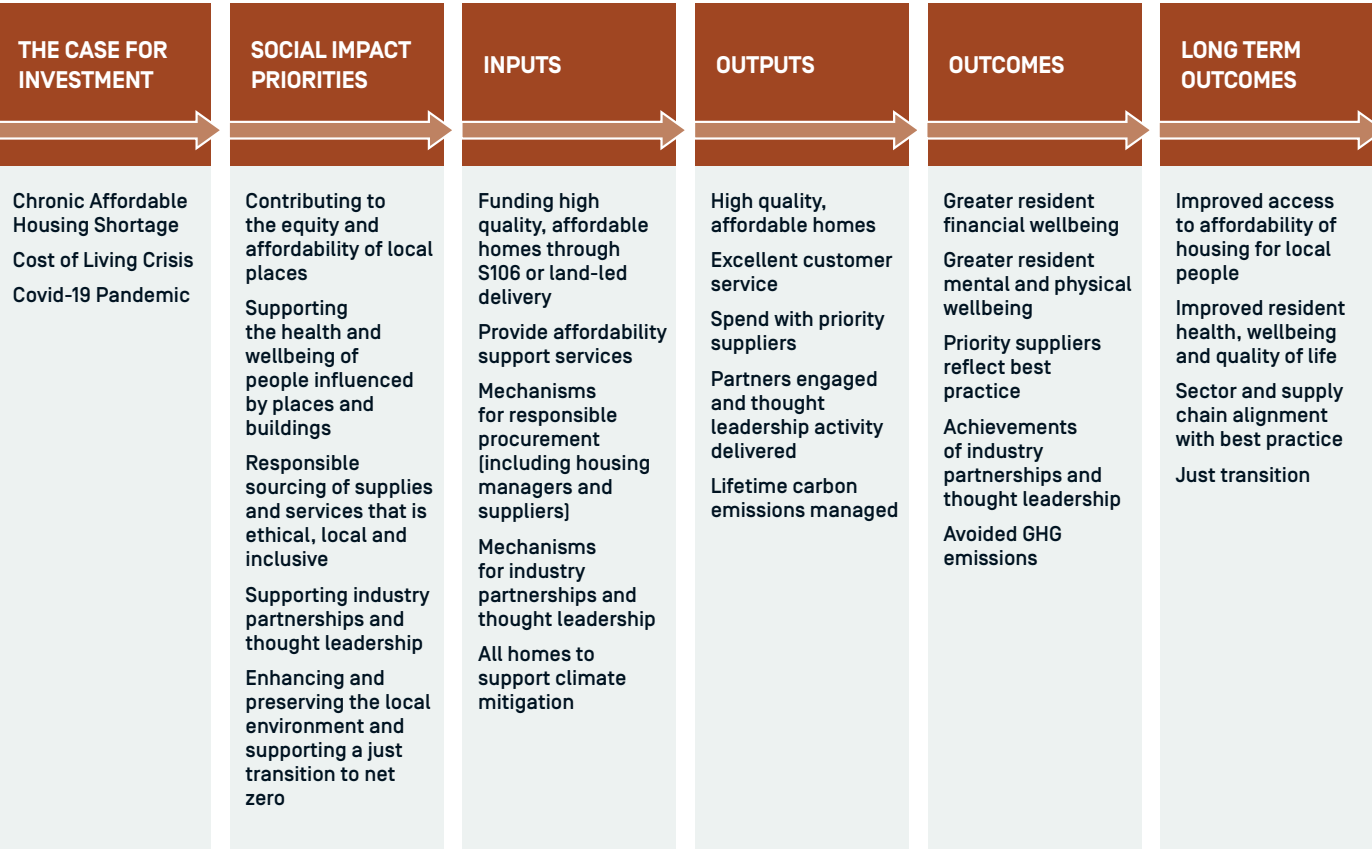 THE CASE FOR
INVESTMENT
Chronic Affordable
Housing Shortage
Cost of Living Crisis
Covid-19 Pandemic
SOCIAL IMPACT
PRIORITIES
Contributing to
the equity and
affordability of local
places
Supporting
the health and
wellbeing of
people influenced
by places and
buildings
Responsible
sourcing of supplies
and services that is
ethical, local and
inclusive
Supporting industry
partnerships and
thought leadership
Enhancing and
preserving the local
environment and
supporting a just
transition to net
zero
INPUTS
Funding high
quality, affordable
homes through
S106 or land-led
delivery
Provide affordability
support services
Mechanisms
for responsible
procurement
[including housing
managers and
suppliers]
Mechanisms
for industry
partnerships and
thought leadership
All homes to
support climate
mitigation
OUTPUTS
High quality,
affordable homes
Excellent customer
service
Spend with priority
suppliers
Partners engaged
and thought
leadership activity
delivered
Lifetime carbon
emissions managed
OUTCOMES
Greater resident
financial wellbeing
Greater resident
mental and physical
wellbeing
Priority suppliers
reflect best
practice
Achievements
of industry
partnerships and
thought leadership
Avoided GHG
emissions
LONG TERM
OUTCOMES
Improved access
to affordability of
housing for local
people
Improved resident
health, wellbeing
and quality of life
Sector and supply
chain alignment
with best practice
Just transition